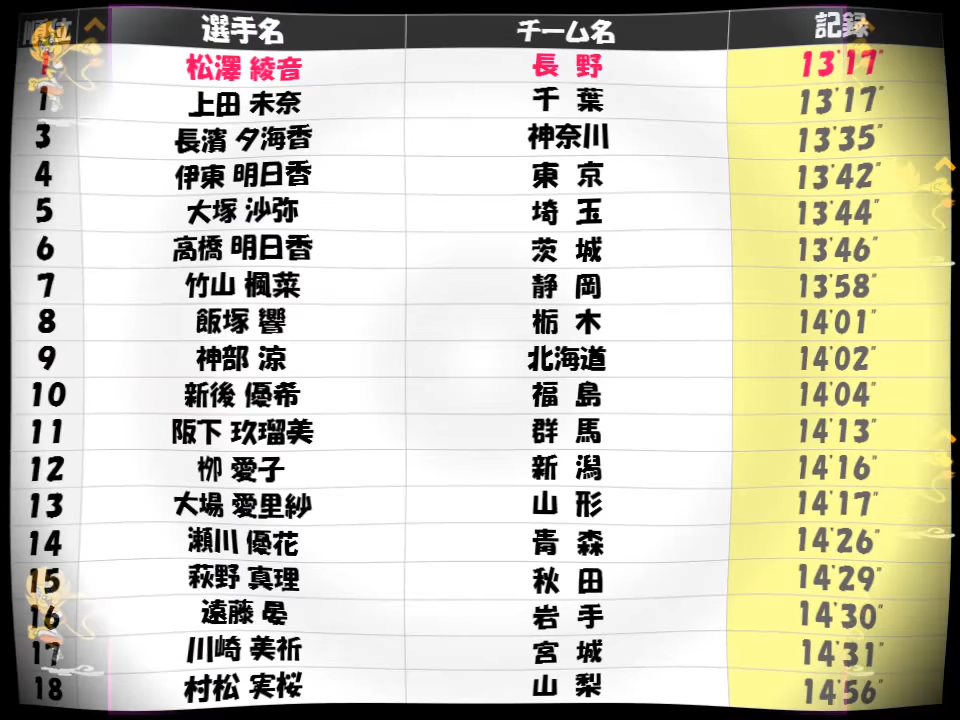 順位 選手名 チーム名 記録
1 松澤 綾音 長野 13'17"
1 上田 未奈 千葉 13'17"
3 長濱 夕海香 神奈川 13'35"
4 伊東 明日香 東京 13'42"
5 大塚 沙弥 埼玉 13'44"
6 高橋 明日香 茨城 13'46"
7 竹山 楓菜 静岡 13'58"
8 飯塚 響 栃木 14'01"
9 神部 涼 北海道 14'02"
10 新後 優希 福島 14'04"
11 阪下 玖瑠美 群馬 14'13"
12 栁 愛子 新潟 14'16"
13 大場 愛里紗 山形 14'17"
14 瀬川 優花 青森 14'26"
15 萩野 真理 秋田 14'29"
16 遠藤 晏 岩手 14'30"
17 川崎 美祈 宮城 14'31"
18 村松 実桜 山梨 14'56"